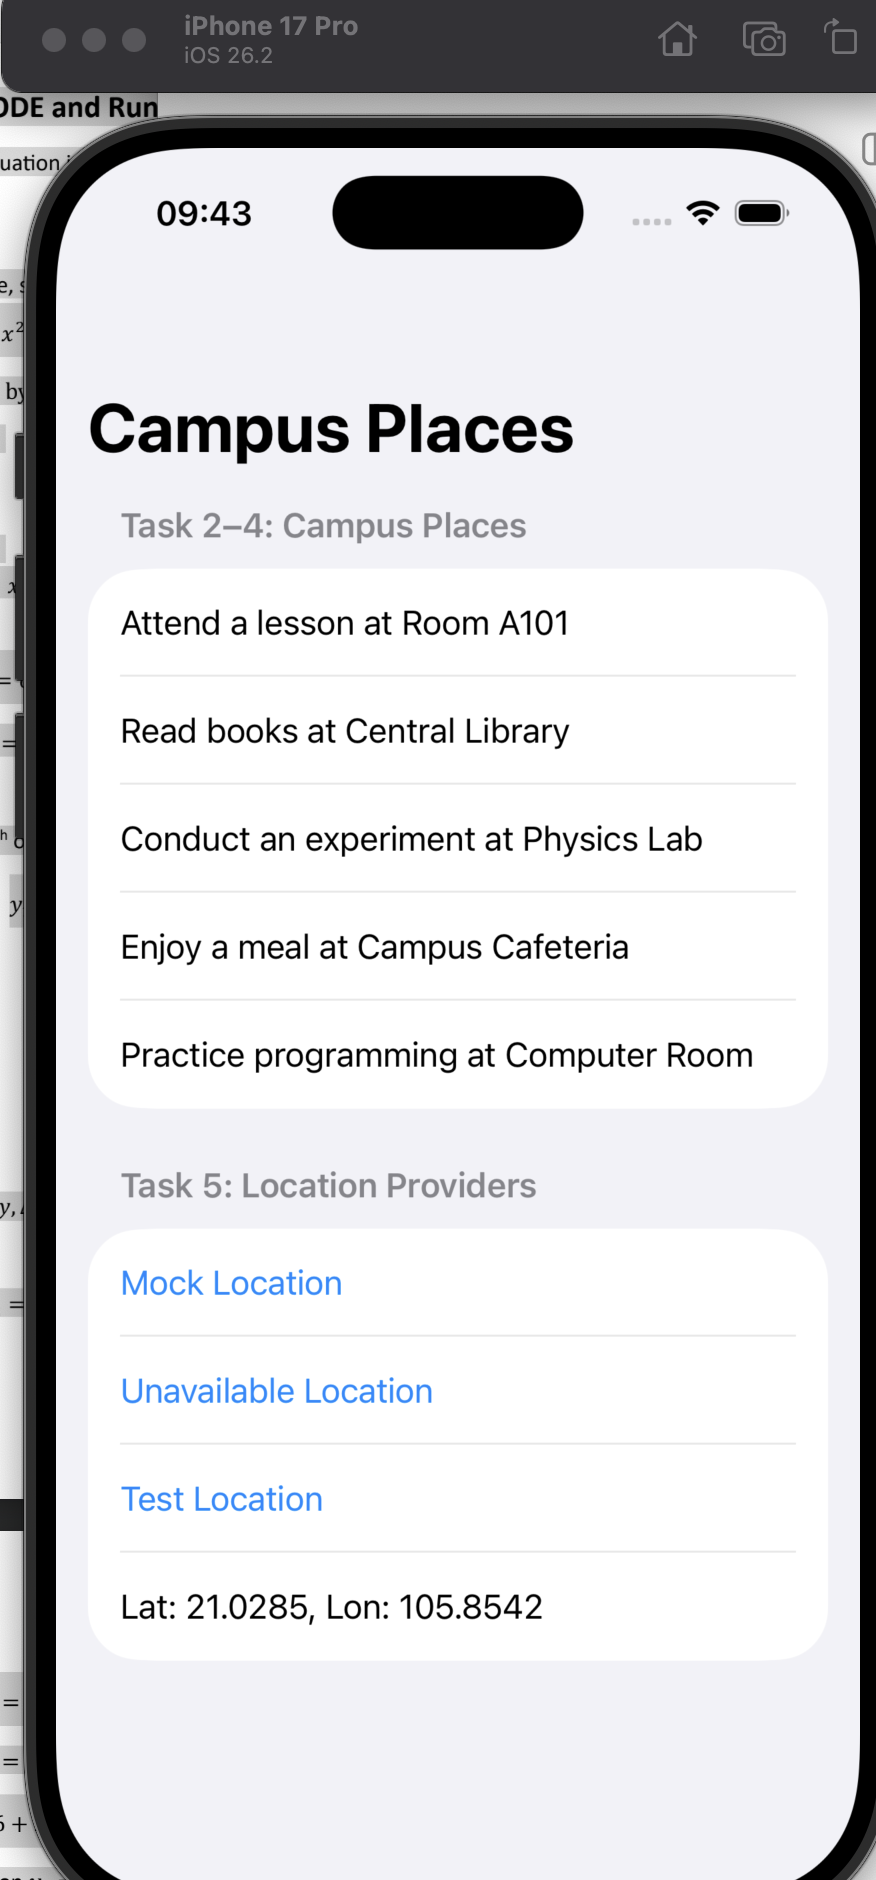 iPhone 17 Pro
iOS 26.2
ODE and Run
09:43
x²
by
Campus Places
Task 2–4: Campus Places
Attend a lesson at Room A101
Read books at Central Library
Conduct an experiment at Physics Lab
Enjoy a meal at Campus Cafeteria
Practice programming at Computer Room
y
Task 5: Location Providers
Mock Location
Unavailable Location
Test Location
Lat: 21.0285, Lon: 105.8542